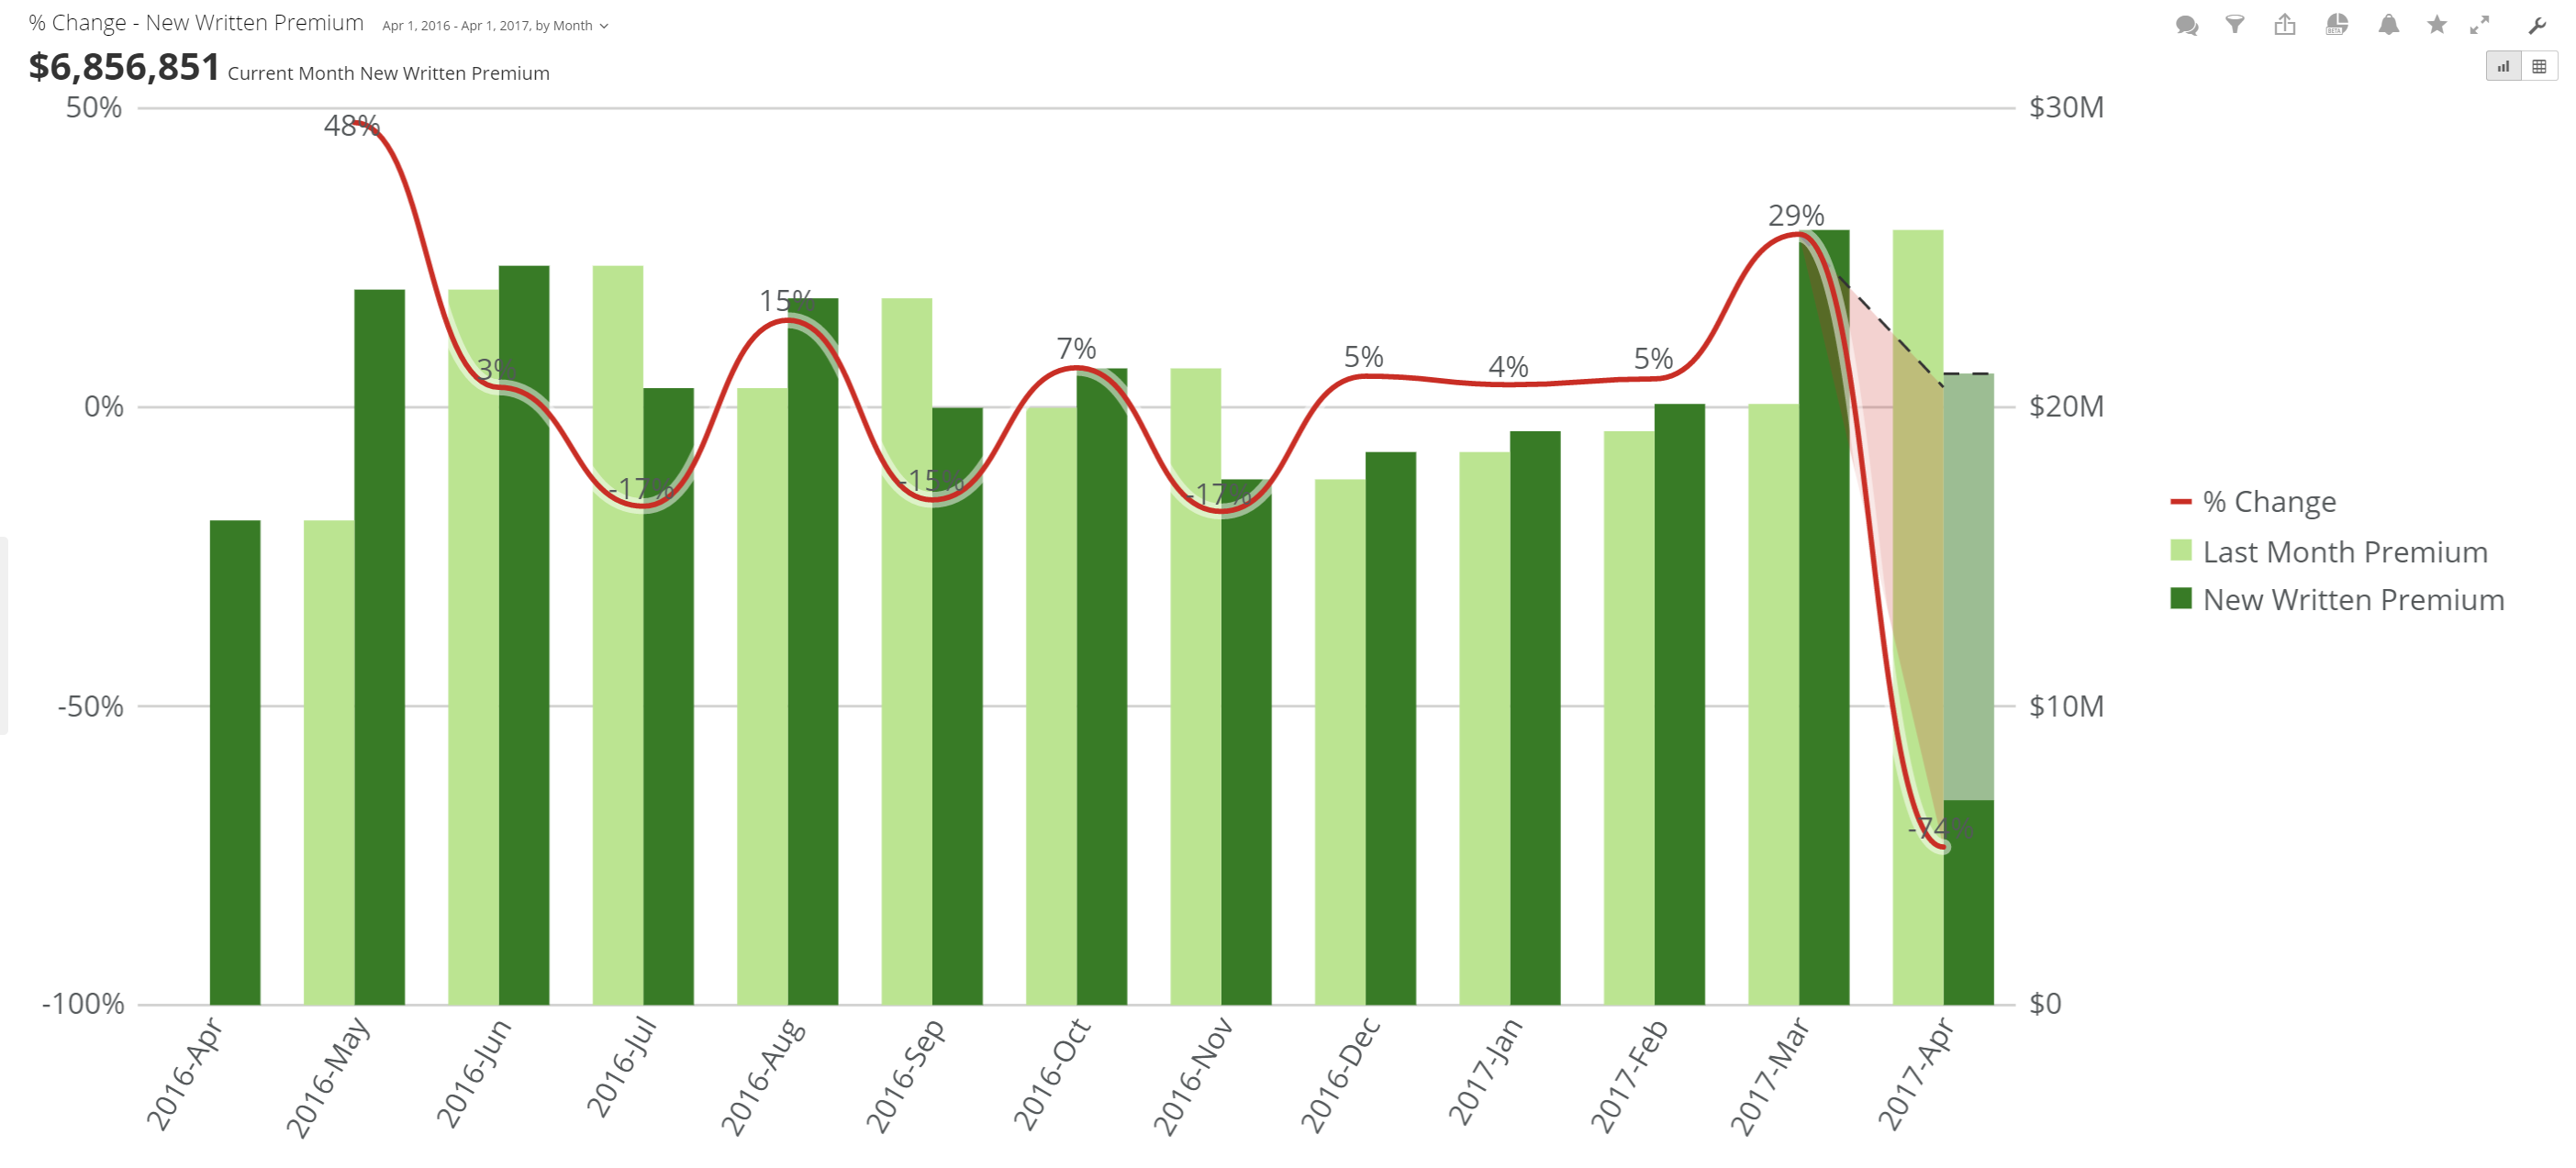 % Change - New Written Premium Apr 1, 2016 - Apr 1, 2017, by Month
$6,856,851 Current Month New Written Premium
BETA
50%
0%
-50%
-100%
$30M
$20M
$10M
$0
48%
3%
-17%
15%
-15%
7%
-17%
5%
4%
5%
29%
-74%
2016-Apr
2016-May
2016-Jun
2016-Jul
2016-Aug
2016-Sep
2016-Oct
2016-Nov
2016-Dec
2017-Jan
2017-Feb
2017-Mar
2017-Apr
% Change
Last Month Premium
New Written Premium